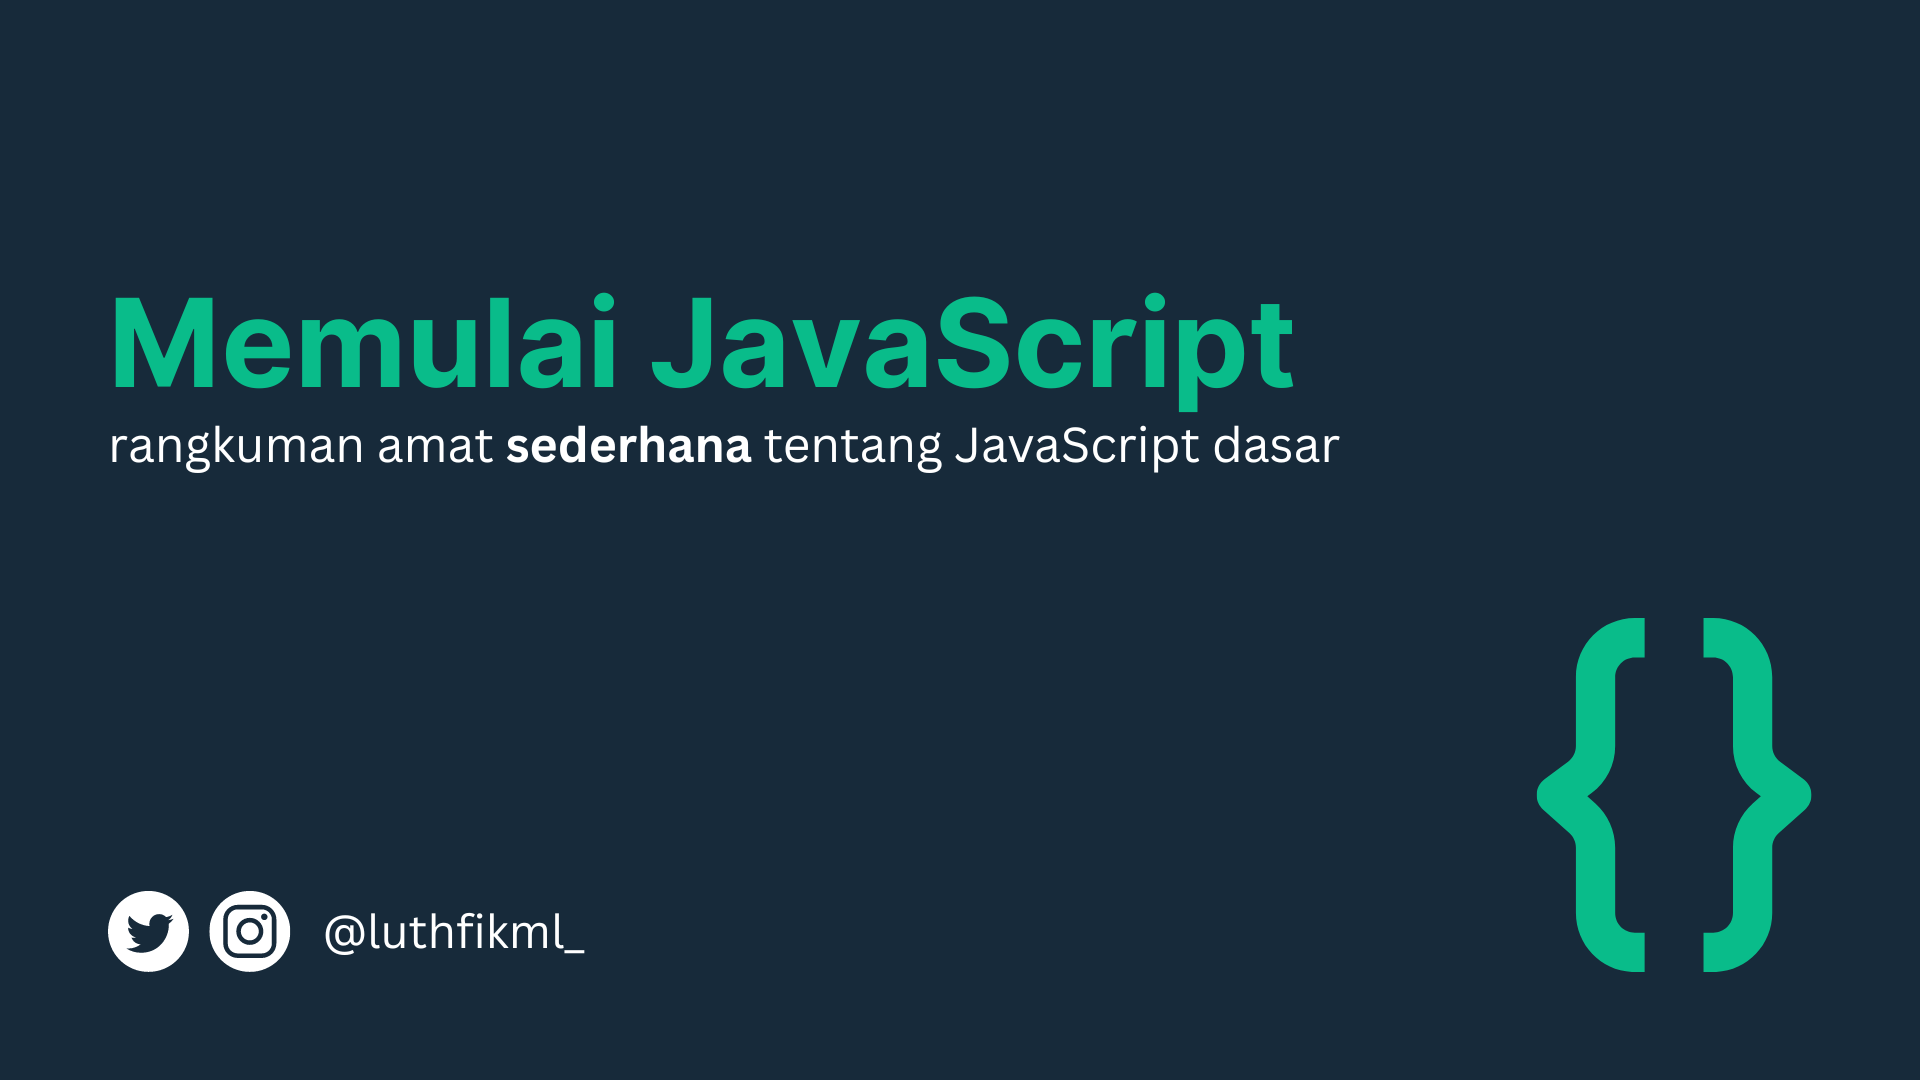 Memulai JavaScript
rangkuman amat sederhana tentang JavaScript dasar
@luthfikml_